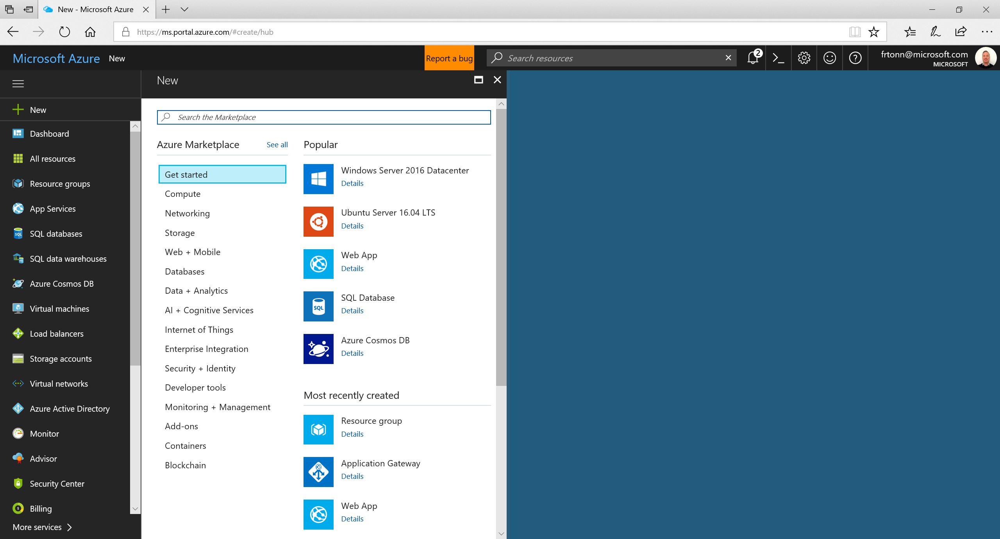 New - Microsoft Azure
https://ms.portal.azure.com/#create/hub
Microsoft Azure
New
Report a bug
Search resources
2
frtonn@microsoft.com
MICROSOFT
New
Dashboard
All resources
Resource groups
App Services
SQL databases
SQL data warehouses
Azure Cosmos DB
Virtual machines
Load balancers
Storage accounts
Virtual networks
Azure Active Directory
Monitor
Advisor
Security Center
Billing
More services
New
Search the Marketplace
Azure Marketplace
See all
Get started
Compute
Networking
Storage
Web + Mobile
Databases
Data + Analytics
AI + Cognitive Services
Internet of Things
Enterprise Integration
Security + Identity
Developer tools
Monitoring + Management
Add-ons
Containers
Blockchain
Popular
Windows Server 2016 Datacenter
Details
Ubuntu Server 16.04 LTS
Details
Web App
Details
SQL
SQL Database
Details
Azure Cosmos DB
Details
Most recently created
Resource group
Details
Application Gateway
Details
Web App
Details